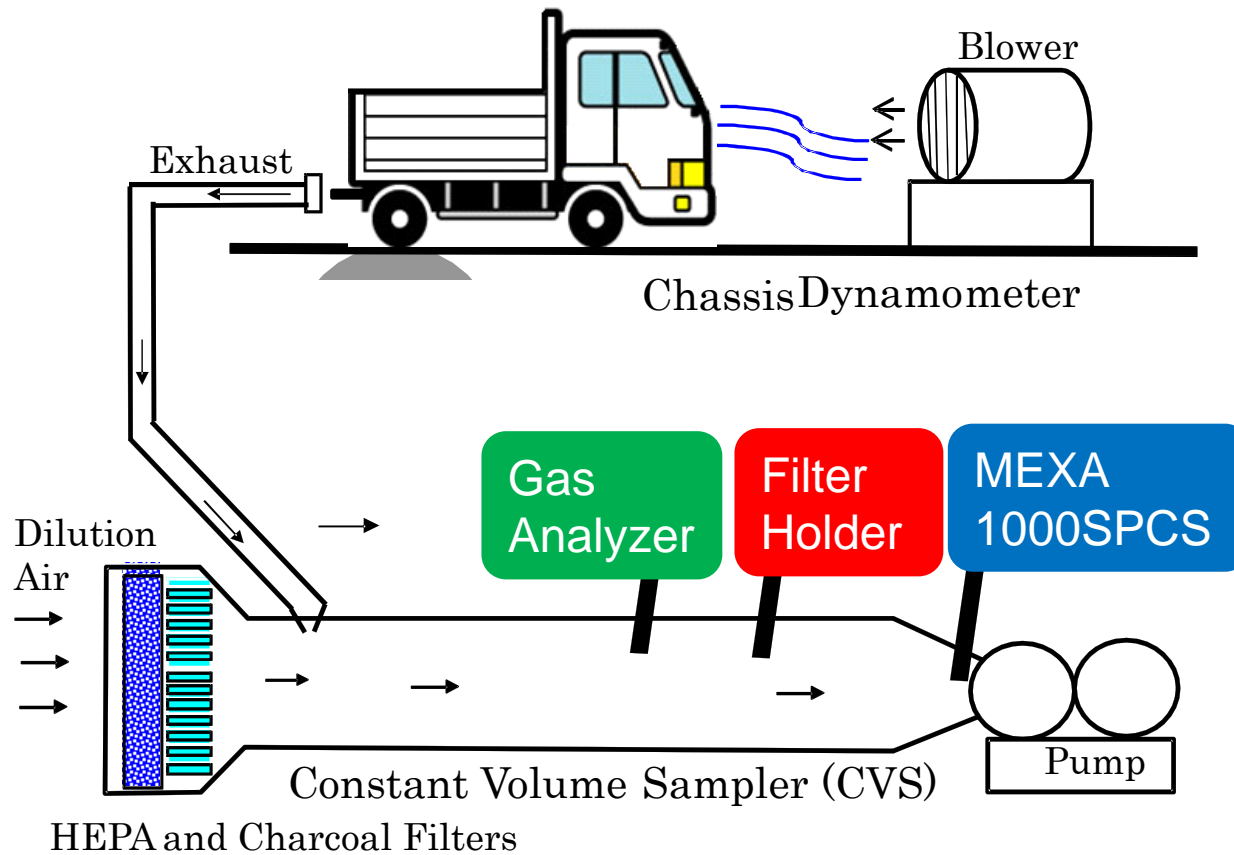 Blower
Exhaust
Chassis Dynamometer
Gas
Analyzer
Filter
Holder
MEXA
1000SPCS
Dilution
Air
Pump
Constant Volume Sampler (CVS)
HEPA and Charcoal Filters